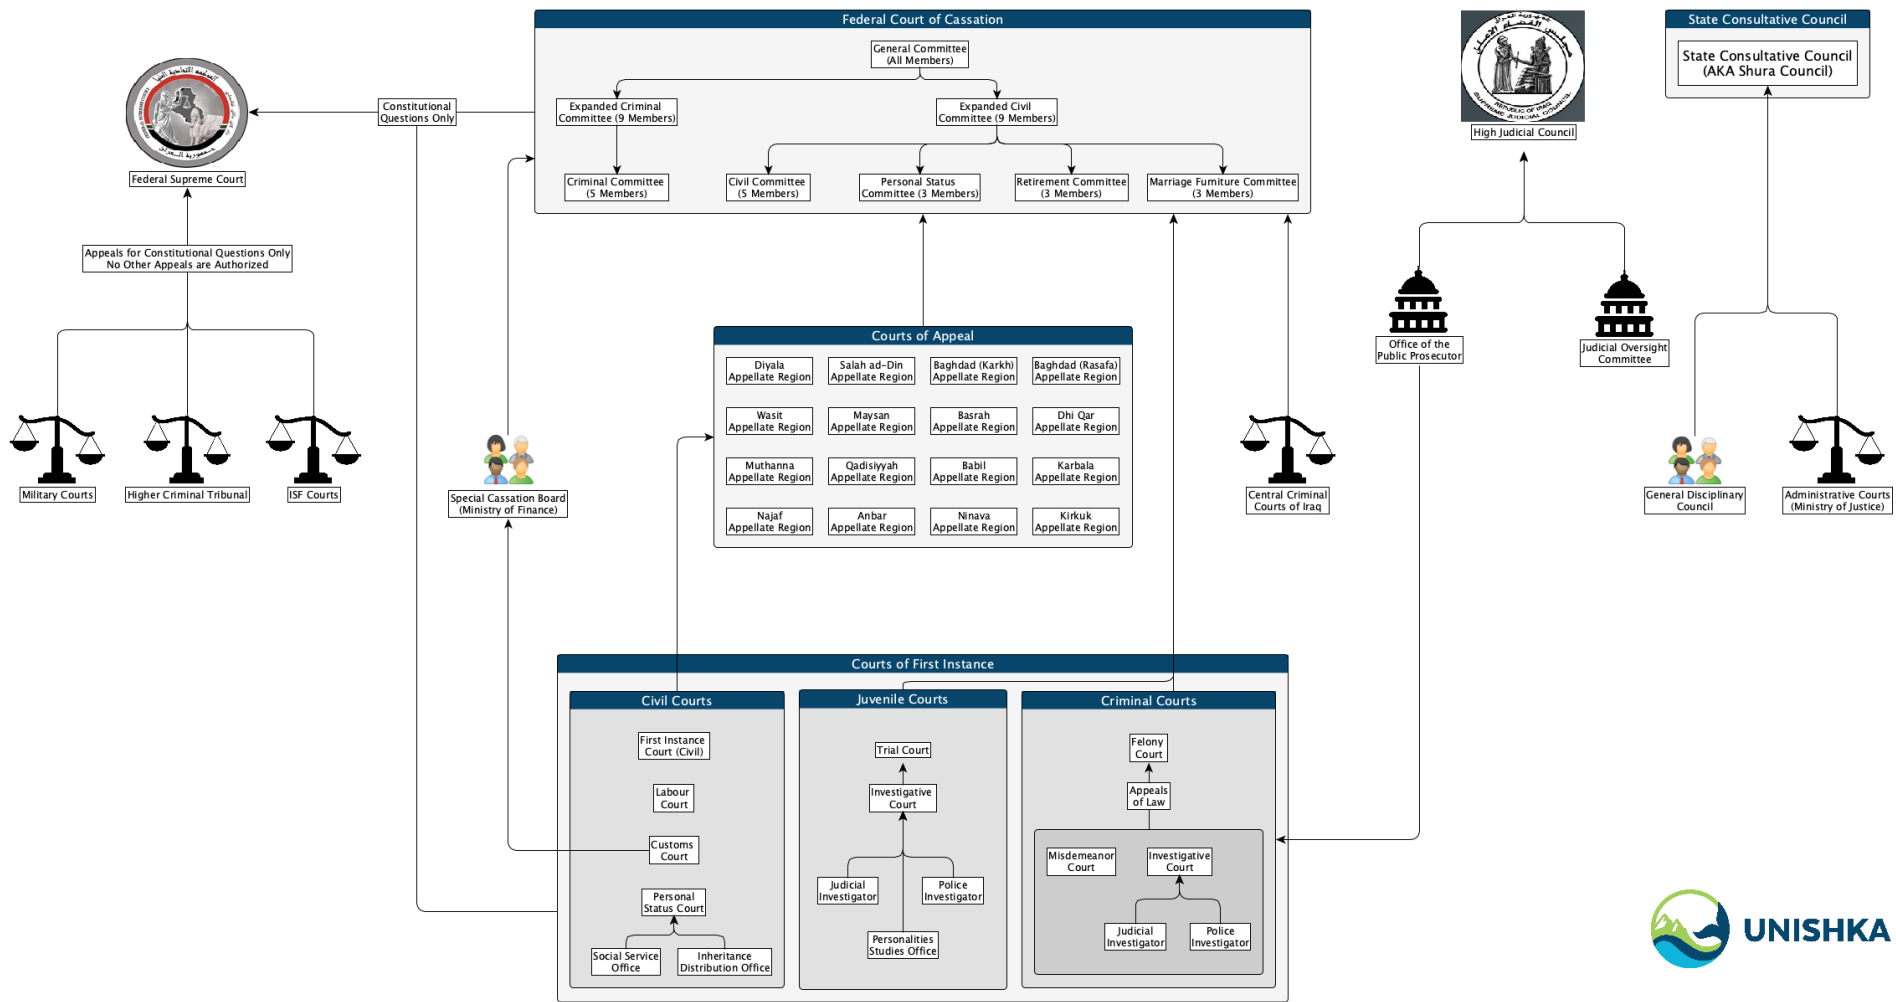 Federal Court of Cassation
General Committee
(All Members)
Expanded Criminal
Committee (9 Members)
Expanded Civil
Committee (9 Members)
Criminal Committee
(5 Members)
Civil Committee
(5 Members)
Personal Status
Committee (3 Members)
Retirement Committee
(3 Members)
Marriage Furniture Committee
(3 Members)
Constitutional
Questions Only
Federal Supreme Court
Appeals for Constitutional Questions Only
No Other Appeals are Authorized
Military Courts
Higher Criminal Tribunal
ISF Courts
REPUBLIC OF IRAQ
SUPREME JUDICIAL COUNCIL
High Judicial Council
Office of the
Public Prosecutor
Judicial Oversight
Committee
State Consultative Council
State Consultative Council
(AKA Shura Council)
General Disciplinary
Council
Administrative Courts
(Ministry of Justice)
Special Cassation Board
(Ministry of Finance)
Central Criminal
Courts of Iraq
Courts of Appeal
Diyala
Appellate Region
Salah ad-Din
Appellate Region
Baghdad (Karkh)
Appellate Region
Baghdad (Rasafa)
Appellate Region
Wasit
Appellate Region
Maysan
Appellate Region
Basrah
Appellate Region
Dhi Qar
Appellate Region
Muthanna
Appellate Region
Qadisiyyah
Appellate Region
Babil
Appellate Region
Karbala
Appellate Region
Najaf
Appellate Region
Anbar
Appellate Region
Ninava
Appellate Region
Kirkuk
Appellate Region
Courts of First Instance
Civil Courts
First Instance
Court (Civil)
Labour
Court
Customs
Court
Personal
Status Court
Social Service
Office
Inheritance
Distribution Office
Juvenile Courts
Trial Court
Investigative
Court
Judicial
Investigator
Police
Investigator
Personalities
Studies Office
Criminal Courts
Felony
Court
Appeals
of Law
Misdemeanor
Court
Investigative
Court
Judicial
Investigator
Police
Investigator
UNISHKA